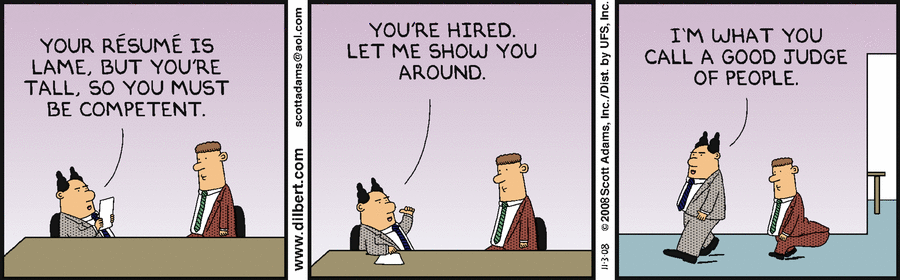 YOUR RÉSUMÉ IS
LAME, BUT YOU'RE
TALL, SO YOU MUST
BE COMPETENT.
www.dilbert.com scottadams@aol.com
YOU'RE HIRED.
LET ME SHOW YOU
AROUND.
11-3-08 © 2008 Scott Adams, Inc./Dist. by UFS, Inc.
I'M WHAT YOU
CALL A GOOD JUDGE
OF PEOPLE.